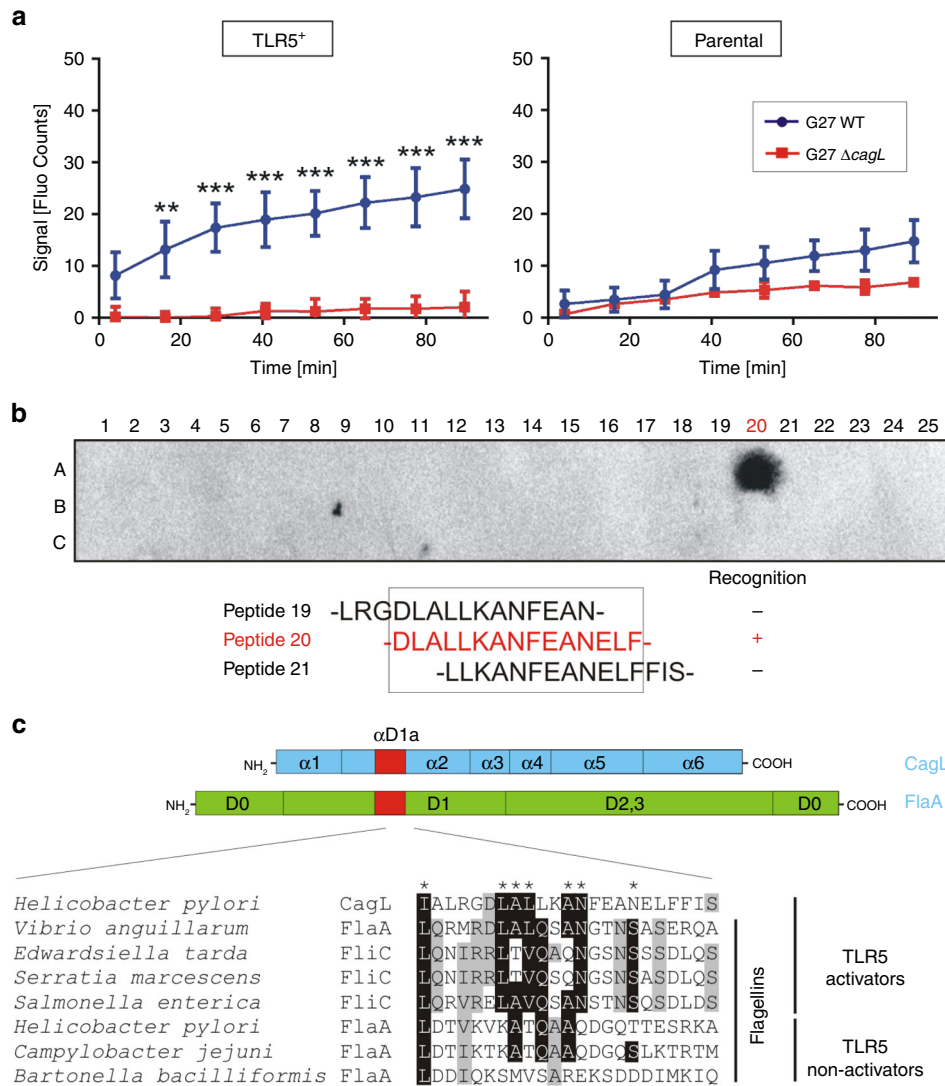 a
TLR5+ Parental
Signal [Fluo Counts]
50 50
40 40
30 30
20 20
10 10
0 0
** *** *** *** *** *** ***
G27 WT
G27 ΔcagL
0 20 40 60 80 0 20 40 60 80
Time [min] Time [min]
b
1 2 3 4 5 6 7 8 9 10 11 12 13 14 15 16 17 18 19 20 21 22 23 24 25
A
B
C
Recognition
Peptide 19 -LRGDLALLKANFEAN- –
Peptide 20 -DLALLKANFEANELF- +
Peptide 21 -LLKANFEANELFFIS- –
c
αD1a
NH2 α1 α2 α3 α4 α5 α6 COOH CagL
NH2 D0 D1 D2,3 D0 COOH FlaA
* * * * * * *
Helicobacter pylori CagL IALRGDLALLKANFEANELFFIS
Vibrio anguillarum FlaA LQRMRDLALQSANGTNSASERQA
Edwardsiella tarda FliC LQNIRRLTVQAQNGSNSSSDLQS
Serratia marcescens FliC LQNIRRLTVQSQNGSNSASDLQS
Salmonella enterica FliC LQRVRELAVQSANSTNSQSDLDS
Helicobacter pylori FlaA LDTVKVKATQAAQDGQTTESRKA
Campylobacter jejuni FlaA LDTIKTKATQAAQDGQSLKTRTM
Bartonella bacilliformis FlaA LDDIQKSMVSAREKSDDDIMKIQ
Flagellins
TLR5 activators
TLR5 non-activators